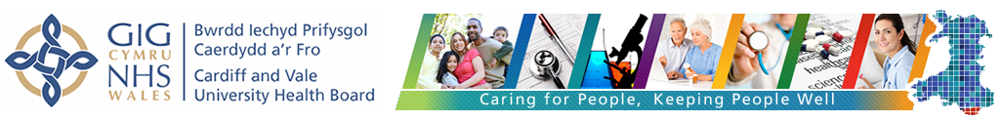 GIG
CYMRU
NHS
WALES
Bwrdd Iechyd Prifysgol
Caerdydd a'r Fro
Cardiff and Vale
University Health Board
Caring for People, Keeping People Well